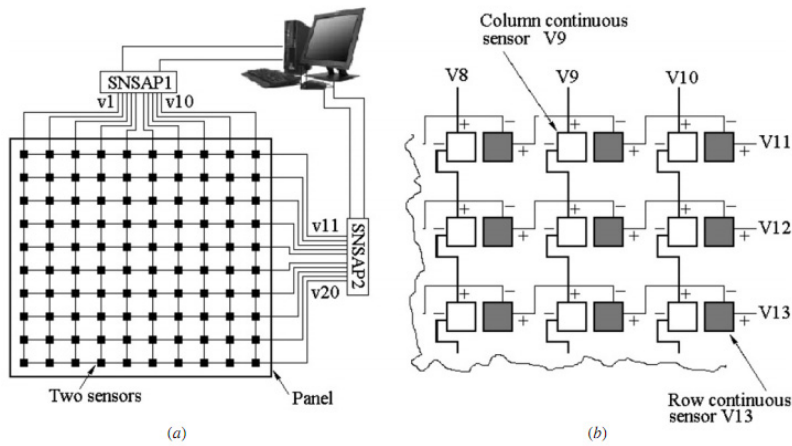 SNSAP1
v1
v10
v11
SNSAP2
v20
Two sensors
Panel
(a)
Column continuous
sensor V9
V8
V9
V10
+
−
+
−
+
−
−
+
−
+
−
+
V11
+
−
+
−
+
−
−
+
−
+
−
+
V12
+
−
+
−
+
−
−
+
−
+
−
+
V13
Row continuous
sensor V13
(b)